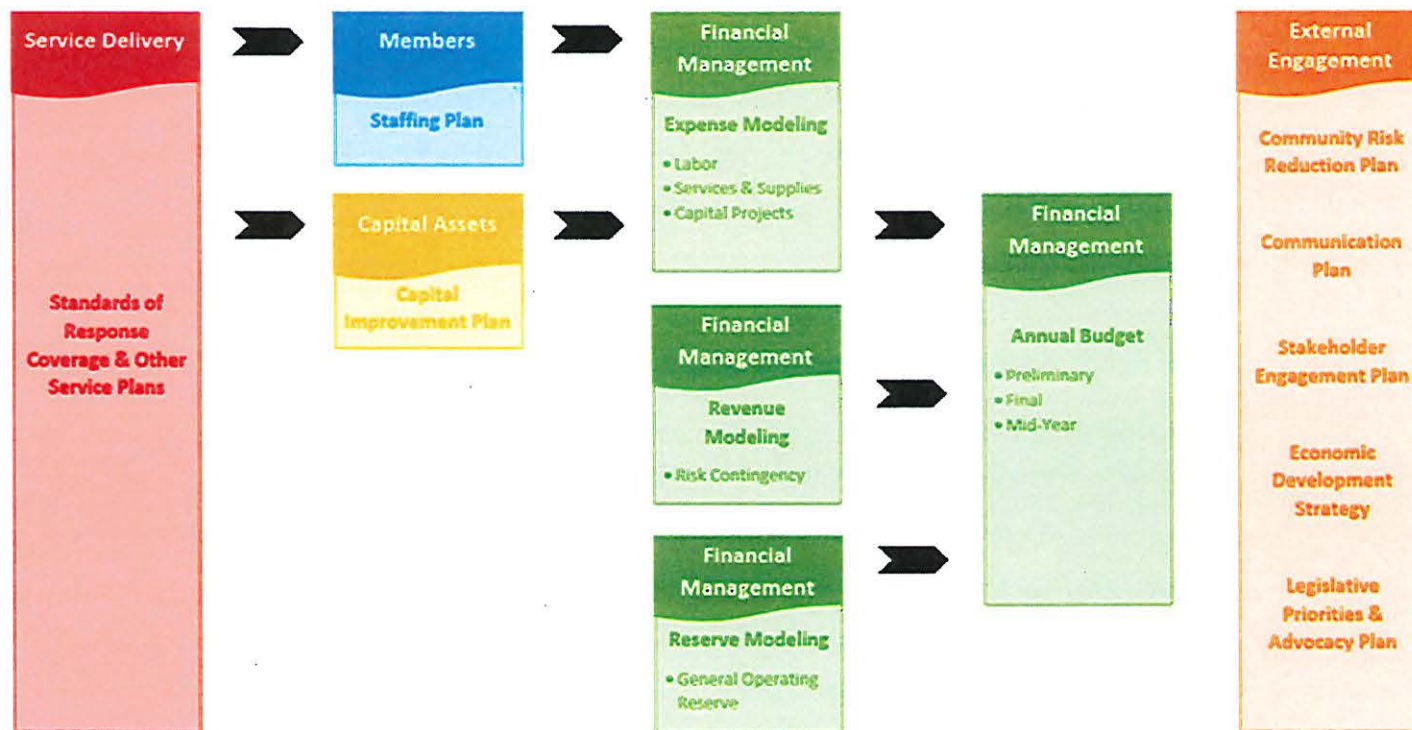 Service Delivery
Standards of
Response
Coverage & Other
Service Plans
Members
Staffing Plan
Capital Assets
Capital
Improvement Plan
Financial
Management
Expense Modeling
• Labor
• Services & Supplies
• Capital Projects
Financial
Management
Revenue
Modeling
• Risk Contingency
Financial
Management
Reserve Modeling
• General Operating
Reserve
Financial
Management
Annual Budget
• Preliminary
• Final
• Mid-Year
External
Engagement
Community Risk
Reduction Plan
Communication
Plan
Stakeholder
Engagement Plan
Economic
Development
Strategy
Legislative
Priorities &
Advocacy Plan